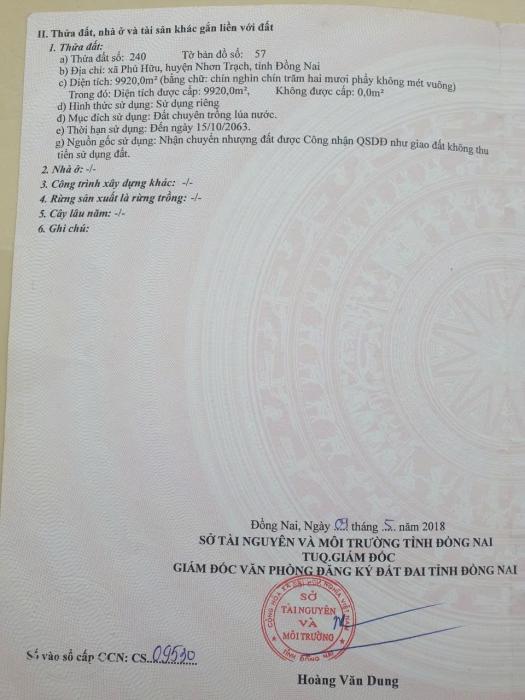 II. Thửa đất, nhà ở và tài sản khác gắn liền với đất
1. Thửa đất:
a) Thửa đất số: 240 Tờ bản đồ số: 57
b) Địa chỉ: xã Phú Hữu, huyện Nhơn Trạch, tỉnh Đồng Nai
c) Diện tích: 9920,0m² (bằng chữ: chín nghìn chín trăm hai mươi phẩy không mét vuông)
Trong đó: Diện tích được cấp: 9920,0m², Không được cấp: 0,0m²
d) Hình thức sử dụng: Sử dụng riêng
đ) Mục đích sử dụng: Đất chuyên trồng lúa nước.
e) Thời hạn sử dụng: Đến ngày 15/10/2063.
g) Nguồn gốc sử dụng: Nhận chuyển nhượng đất được Công nhận QSDĐ như giao đất không thu
tiền sử dụng đất.
2. Nhà ở: -/-
3. Công trình xây dựng khác: -/-
4. Rừng sản xuất là rừng trồng: -/-
5. Cây lâu năm: -/-
6. Ghi chú:
Đồng Nai, Ngày 09 tháng .5. năm 2018
SỞ TÀI NGUYÊN VÀ MÔI TRƯỜNG TỈNH ĐỒNG NAI
TUQ.GIÁM ĐỐC
GIÁM ĐỐC VĂN PHÒNG ĐĂNG KÝ ĐẤT ĐAI TỈNH ĐỒNG NAI
SỞ
TÀI NGUYÊN
VÀ
MÔI TRƯỜNG
TỈNH ĐỒNG NAI
Số vào sổ cấp GCN: CS..09530
Hoàng Văn Dung